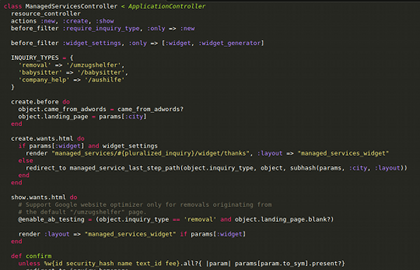 class ManagedServicesController < ApplicationController
resource_controller
actions :new, :create, :show
before_filter :require_inquiry_type, :only => :new
before_filter :widget_settings, :only => [:widget, :widget_generator]
INQUIRY_TYPES = {
'removal' => '/umzugshelfer',
'babysitter' => '/babysitter',
'company_help' => '/aushilfe'
}
create.before do
object.came_from_adwords = came_from_adwords?
object.landing_page = params[:city]
end
create.wants.html do
if params[:widget] and widget_settings
render "managed_services/#{pluralized_inquiry}/widget/thanks", :layout => "managed_services_widget"
else
redirect_to managed_service_last_step_path(object.inquiry_type, object, subhash(params, :city, :layout))
end
end
show.wants.html do
# Support Google website optimizer only for removals originating from
# the default "/umzugshelfer" page.
@enable_ab_testing = (object.inquiry_type == 'removal' and object.landing_page.blank?)
render :layout => "managed_services_widget" if params[:widget]
end
def confirm
unless %w{id security_hash name text_id fee}.all?{ |param| params[param.to_sym].present?}